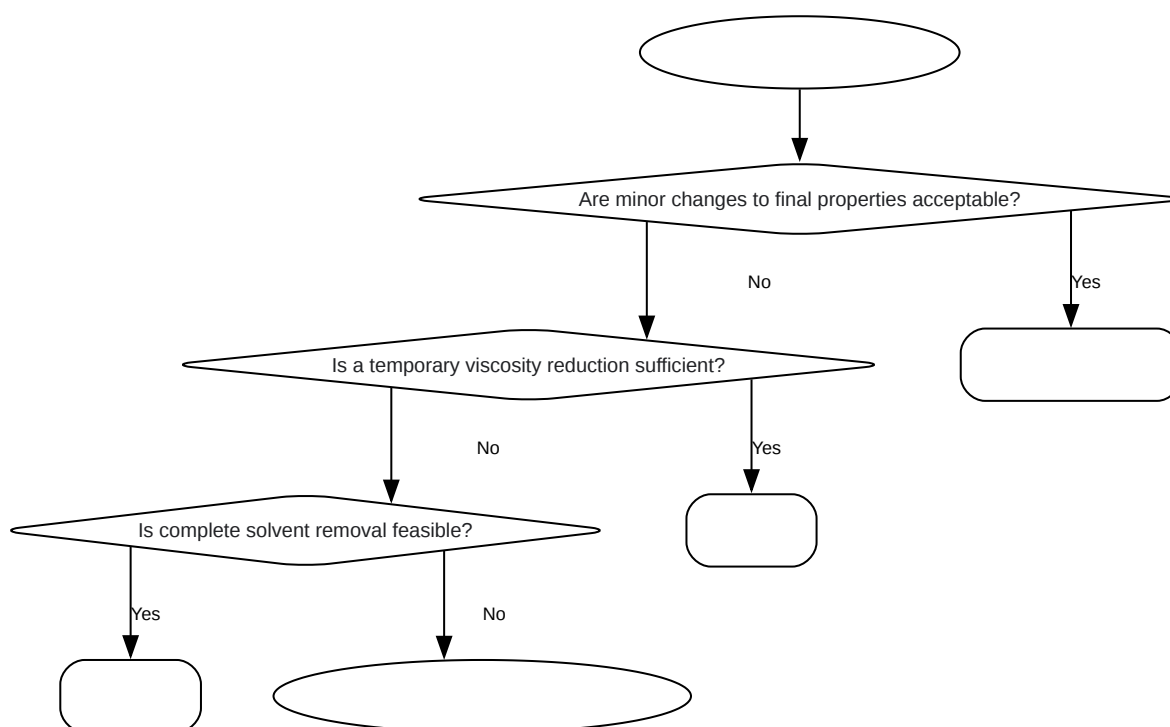 Are minor changes to final properties acceptable?
No
Yes
Is a temporary viscosity reduction sufficient?
No
Yes
Is complete solvent removal feasible?
Yes
No